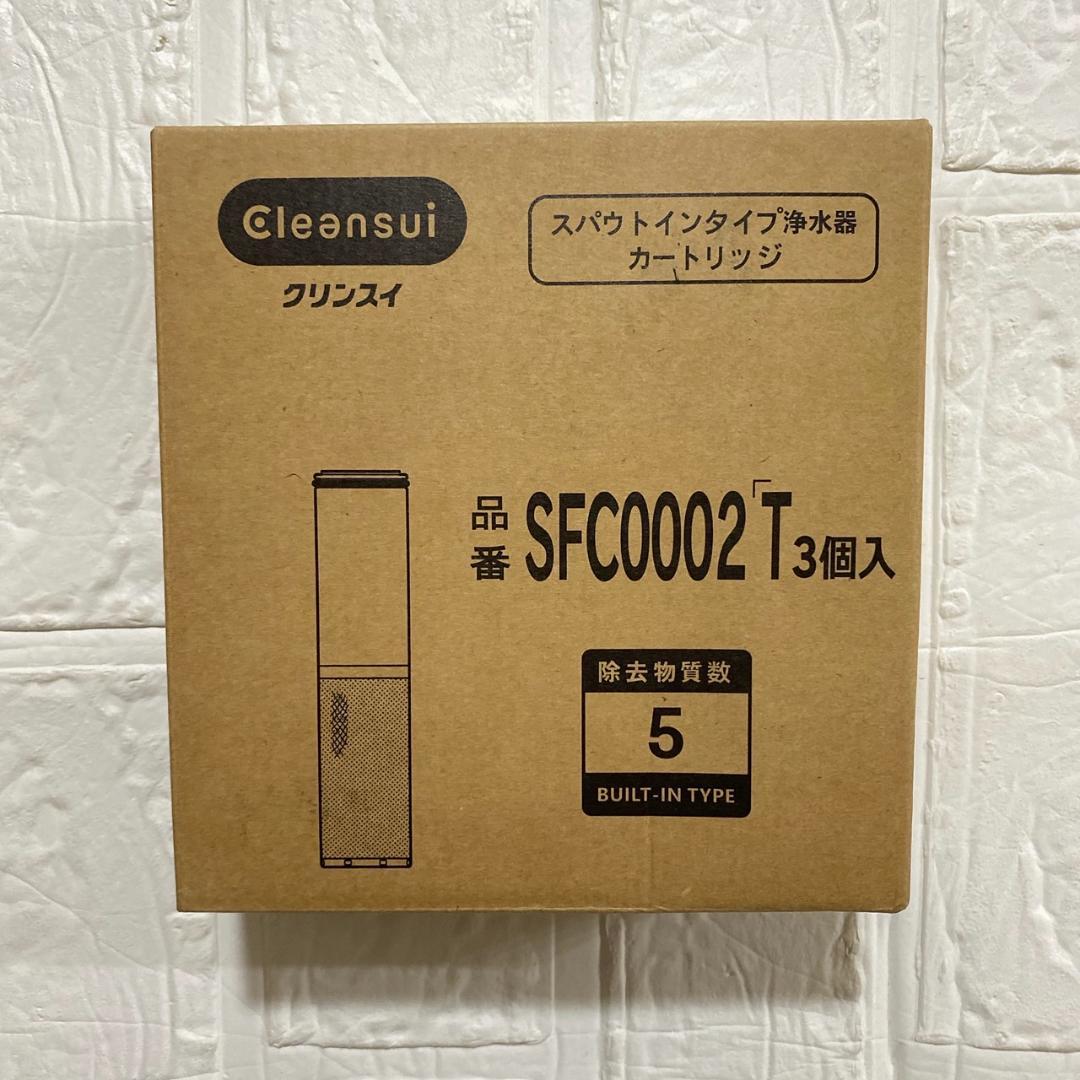 Cleansui
クリンスイ
スパウトインタイプ浄水器
カートリッジ
品番 SFC0002T 3個入
除去物質数
5
BUILT-IN TYPE